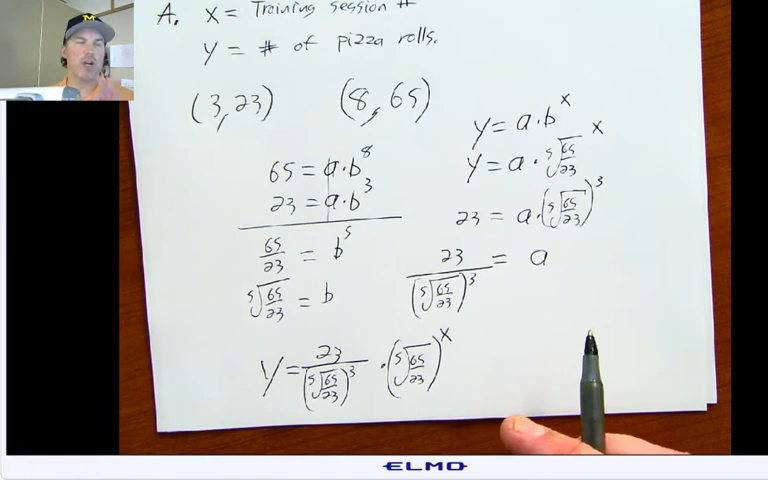 A. x = Training session #
y = # of pizza rolls.
(3, 23) (8, 65)
65 = a·b^8
23 = a·b^3
65/23 = b^5
⁵√(65/23) = b
y = a·b^x
y = a·⁵√(65/23)^x
23 = a·(⁵√(65/23))^3
23/(⁵√(65/23))^3 = a
y = 23/(⁵√(65/23))^3 · (⁵√(65/23))^x
M
ELMO